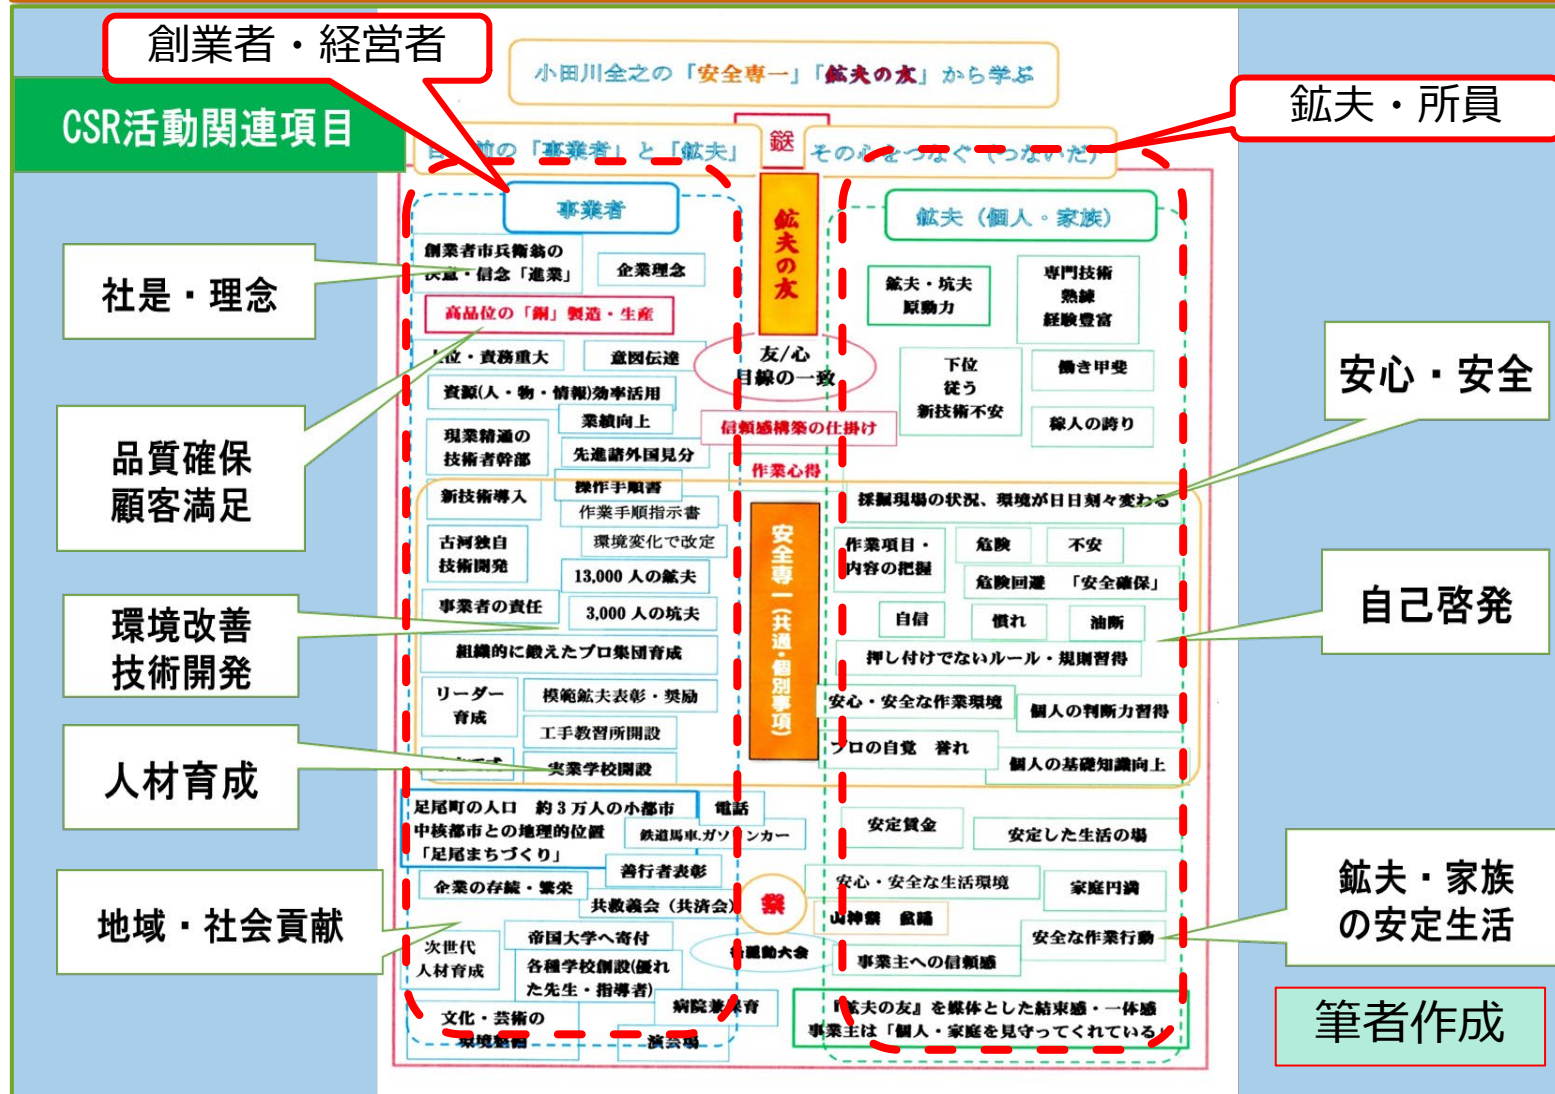 創業者・経営者
小田川全之の「安全専一」「鉱夫の友」から学ぶ
鉱夫・所員
CSR活動関連項目
前の「事業者」と「鉱夫」
その心をつなぐ（つないだ）
事業者
鉱夫の友
鉱夫（個人・家族）
社是・理念
創業者市兵衛翁の
決意・信念「進業」
企業理念
高品位の「銅」製造・生産
上位・責務重大
意図伝達
資源(人・物・情報)効率活用
業績向上
現業精通の
技術者幹部
先進諸外国見分
友/心
目線の一致
信頼感構築の仕掛け
作業心得
鉱夫・坑夫
原動力
専門技術
熟練
経験豊富
下位
従う
新技術不安
働き甲斐
稼人の誇り
安心・安全
品質確保
顧客満足
新技術導入
操作手順書
作業手順指示書
古河独自
技術開発
環境変化で改定
13,000 人の鉱夫
事業者の責任
3,000 人の坑夫
組織的に鍛えたプロ集団育成
リーダー
育成
模範鉱夫表彰・奨励
工手教習所開設
実業学校開設
安全専一（共通・個別事項）
採掘現場の状況、環境が日日刻々変わる
作業項目・
内容の把握
危険
不安
危険回避　「安全確保」
自信
慣れ
油断
押し付けでないルール・規則習得
安心・安全な作業環境
個人の判断力習得
プロの自覚　誉れ
個人の基礎知識向上
環境改善
技術開発
自己啓発
人材育成
足尾町の人口　約３万人の小都市
中核都市との地理的位置
「足尾まちづくり」
電話
鉄道馬車.ガソリンカー
善行者表彰
企業の存続・繁栄
共救義会（共済会）
帝国大学へ寄付
次世代
人材育成
各種学校創設(優れ
た先生・指導者)
病院兼保育
文化・芸術の
環境整備
演芸場
祭
山神祭　盆踊
各運動大会
安定賃金
安定した生活の場
安心・安全な生活環境
家庭円満
安全な作業行動
事業主への信頼感
『鉱夫の友』を媒体とした結束感・一体感
事業主は「個人・家庭を見守ってくれている」
地域・社会貢献
鉱夫・家族
の安定生活
筆者作成